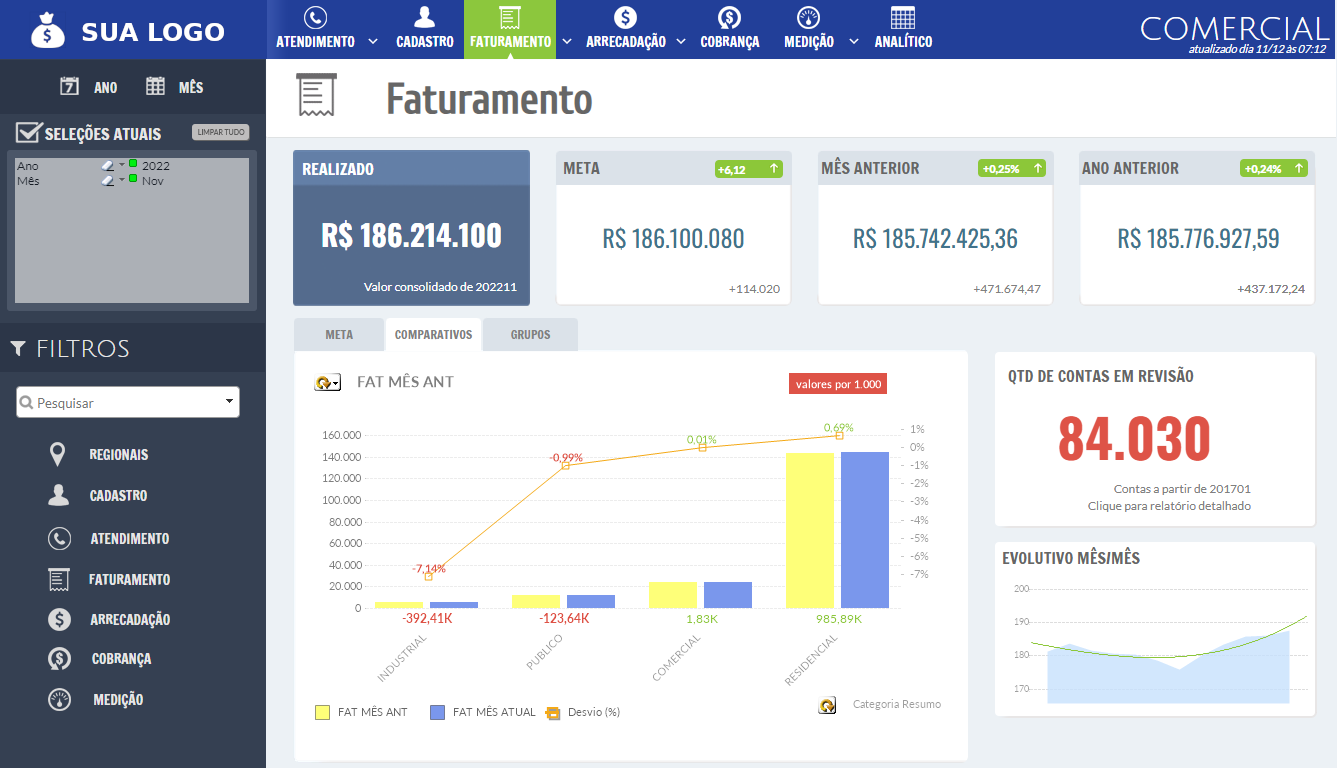 SUA LOGO
ATENDIMENTO
CADASTRO
FATURAMENTO
ARRECADAÇÃO
COBRANÇA
MEDIÇÃO
ANALÍTICO
COMERCIAL
atualizado dia 11/12 às 07:12
7 ANO
MÊS
SELEÇÕES ATUAIS
LIMPAR TUDO
Ano 2022
Mês Nov
FILTROS
Pesquisar
REGIONAIS
CADASTRO
ATENDIMENTO
FATURAMENTO
ARRECADAÇÃO
COBRANÇA
MEDIÇÃO
Faturamento
REALIZADO
R$ 186.214.100
Valor consolidado de 202211
META +6,12
R$ 186.100.080
+114.020
MÊS ANTERIOR +0,25%
R$ 185.742.425,36
+471.674,47
ANO ANTERIOR +0,24%
R$ 185.776.927,59
+437.172,24
META
COMPARATIVOS
GRUPOS
FAT MÊS ANT
valores por 1.000
160.000
140.000
120.000
100.000
80.000
60.000
40.000
20.000
0
-7,14%
-0,99%
0,01%
0,69%
1%
0%
-1%
-2%
-3%
-4%
-5%
-6%
-7%
-392,41K
-123,64K
1,83K
985,89K
INDUSTRIAL
PUBLICO
COMERCIAL
RESIDENCIAL
FAT MÊS ANT
FAT MÊS ATUAL
Desvio (%)
Categoria Resumo
QTD DE CONTAS EM REVISÃO
84.030
Contas a partir de 201701
Clique para relatório detalhado
EVOLUTIVO MÊS/MÊS
200
190
180
170